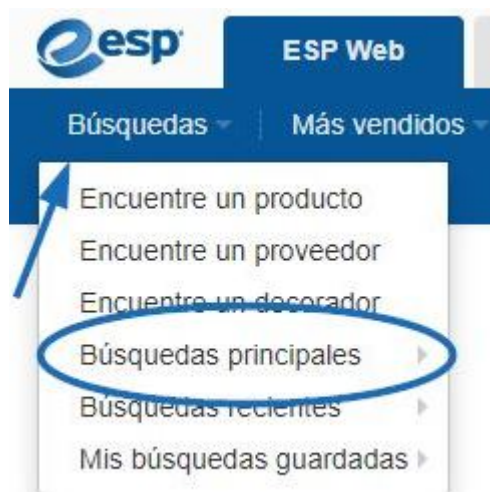 esp
ESP Web
Búsquedas
Más vendidos
Encuentre un producto
Encuentre un proveedor
Encuentre un decorador
Búsquedas principales
Búsquedas recientes
Mis búsquedas guardadas